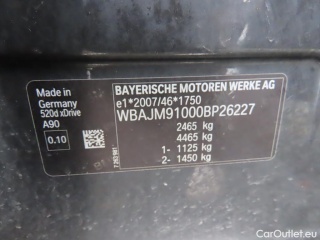 BAYERISCHE MOTOREN WERKE AG
e1*2007/46*1750
WBAJM91000BP26227
2465 kg
4465 kg
1- 1125 kg
2- 1450 kg
Made in
Germany
520d xDrive
A90
0.10
CarOutlet.eu